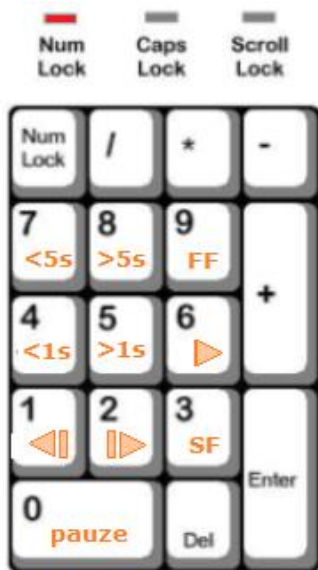 Num Lock
Caps Lock
Scroll Lock
Num Lock
/
*
-
7
<5s
8
>5s
9
FF
+
4
<1s
5
>1s
6
1
2
3
SF
Enter
0
pauze
Del